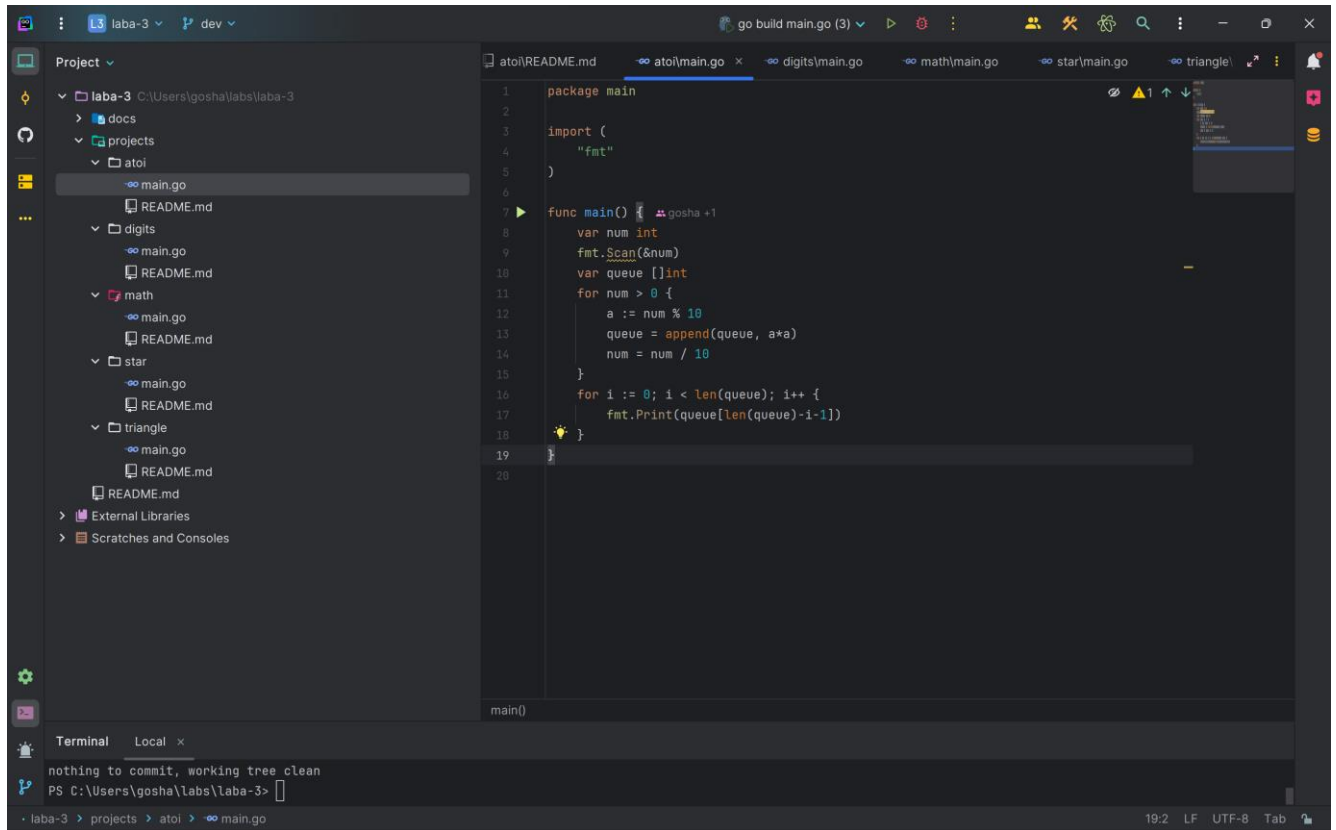 L3 laba-3 dev go build main.go (3)
Project
laba-3 C:\Users\gosha\labs\laba-3
docs
projects
atoi
main.go
README.md
digits
main.go
README.md
math
main.go
README.md
star
main.go
README.md
triangle
main.go
README.md
README.md
External Libraries
Scratches and Consoles
atoi\README.md atoi\main.go digits\main.go math\main.go star\main.go triangle\
1 package main 1
2
3 import (
4 "fmt"
5 )
6
7 func main() { gosha +1
8 var num int
9 fmt.Scan(&num)
10 var queue []int
11 for num > 0 {
12 a := num % 10
13 queue = append(queue, a*a)
14 num = num / 10
15 }
16 for i := 0; i < len(queue); i++ {
17 fmt.Print(queue[len(queue)-i-1])
18 }
19 }
20
main()
Terminal Local
nothing to commit, working tree clean
PS C:\Users\gosha\labs\laba-3>
laba-3 > projects > atoi > main.go 19:2 LF UTF-8 Tab